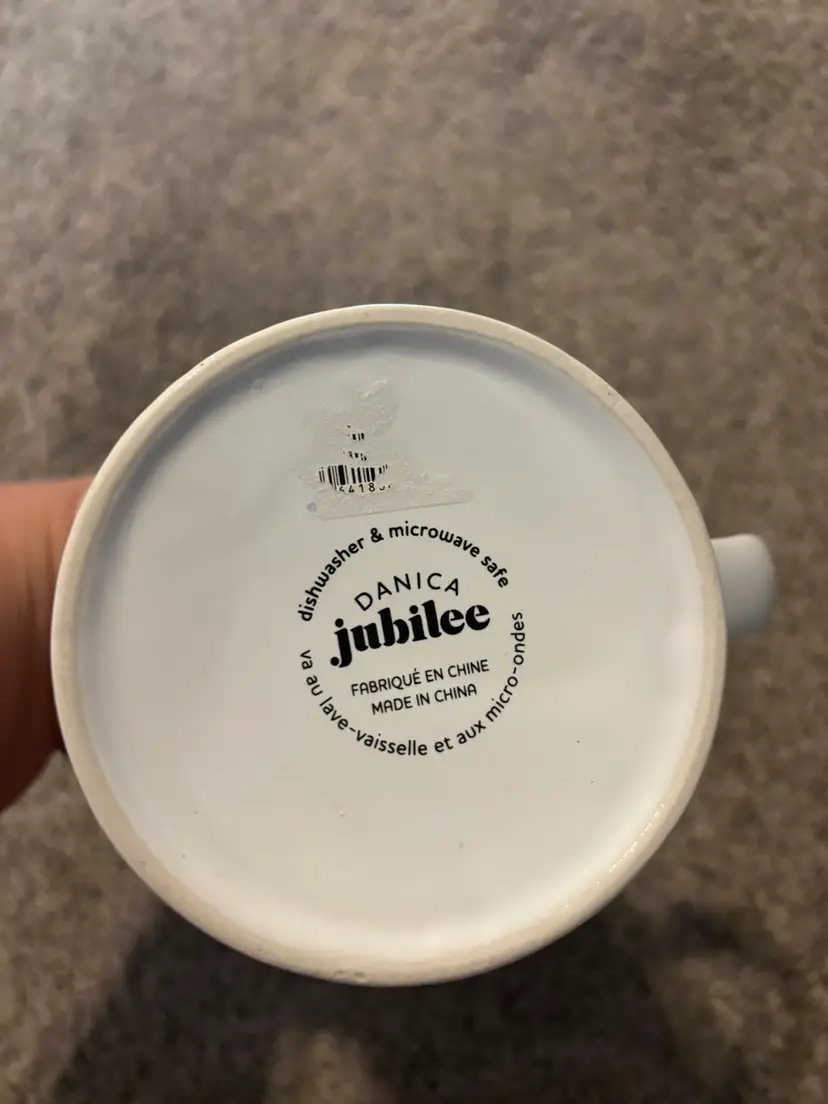 44183
dishwasher & microwave safe
DANICA
jubilee
FABRIQUÉ EN CHINE
MADE IN CHINA
va au lave-vaisselle et aux micro-ondes